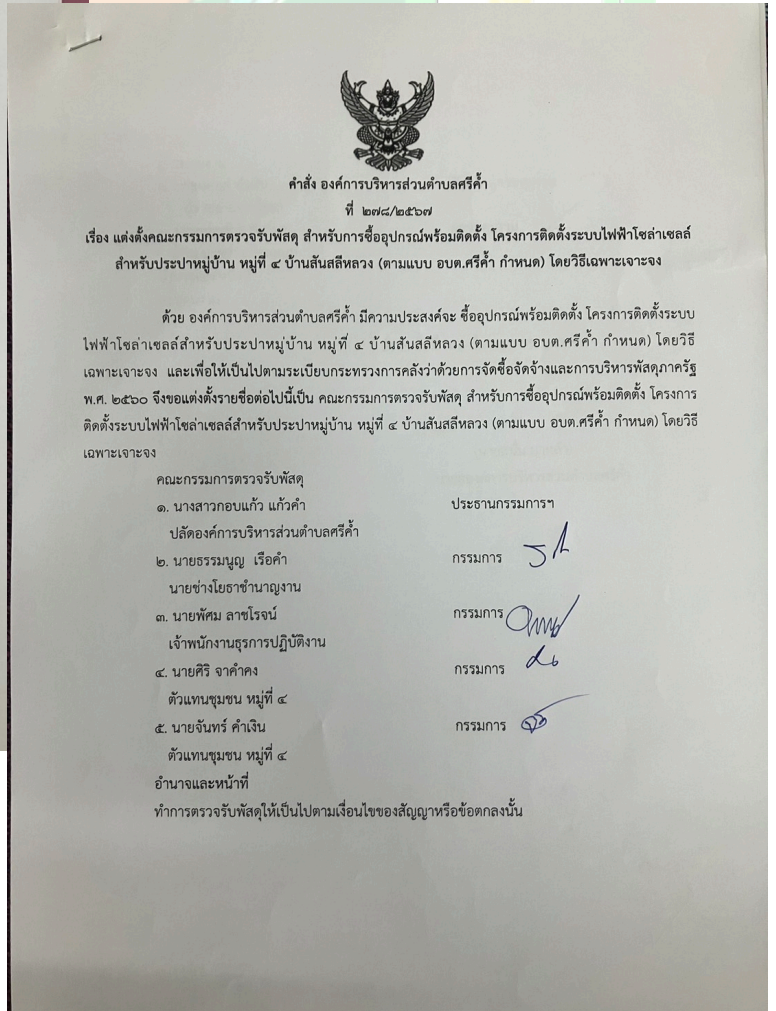 คำสั่ง องค์การบริหารส่วนตำบลศรีค้ำ
ที่ ๒๗๘/๒๕๖๗
เรื่อง แต่งตั้งคณะกรรมการตรวจรับพัสดุ สำหรับการซื้ออุปกรณ์พร้อมติดตั้ง โครงการติดตั้งระบบไฟฟ้าโซล่าเซลล์
สำหรับประปาหมู่บ้าน หมู่ที่ ๔ บ้านสันสลีหลวง (ตามแบบ อบต.ศรีค้ำ กำหนด) โดยวิธีเฉพาะเจาะจง
ด้วย องค์การบริหารส่วนตำบลศรีค้ำ มีความประสงค์จะ ซื้ออุปกรณ์พร้อมติดตั้ง โครงการติดตั้งระบบ
ไฟฟ้าโซล่าเซลล์สำหรับประปาหมู่บ้าน หมู่ที่ ๔ บ้านสันสลีหลวง (ตามแบบ อบต.ศรีค้ำ กำหนด) โดยวิธี
เฉพาะเจาะจง และเพื่อให้เป็นไปตามระเบียบกระทรวงการคลังว่าด้วยการจัดซื้อจัดจ้างและการบริหารพัสดุภาครัฐ
พ.ศ. ๒๕๖๐ จึงขอแต่งตั้งรายชื่อต่อไปนี้เป็น คณะกรรมการตรวจรับพัสดุ สำหรับการซื้ออุปกรณ์พร้อมติดตั้ง โครงการ
ติดตั้งระบบไฟฟ้าโซล่าเซลล์สำหรับประปาหมู่บ้าน หมู่ที่ ๔ บ้านสันสลีหลวง (ตามแบบ อบต.ศรีค้ำ กำหนด) โดยวิธี
เฉพาะเจาะจง
คณะกรรมการตรวจรับพัสดุ
๑. นางสาวกอบแก้ว แก้วคำ ประธานกรรมการฯ
ปลัดองค์การบริหารส่วนตำบลศรีค้ำ
๒. นายธรรมนูญ เรือคำ กรรมการ
นายช่างโยธาชำนาญงาน
๓. นายพัศม ลาชโรจน์ กรรมการ
เจ้าพนักงานธุรการปฏิบัติงาน
๔. นายศิริ จาคำคง กรรมการ
ตัวแทนชุมชน หมู่ที่ ๔
๕. นายจันทร์ คำเงิน กรรมการ
ตัวแทนชุมชน หมู่ที่ ๔
อำนาจและหน้าที่
ทำการตรวจรับพัสดุให้เป็นไปตามเงื่อนไขของสัญญาหรือข้อตกลงนั้น